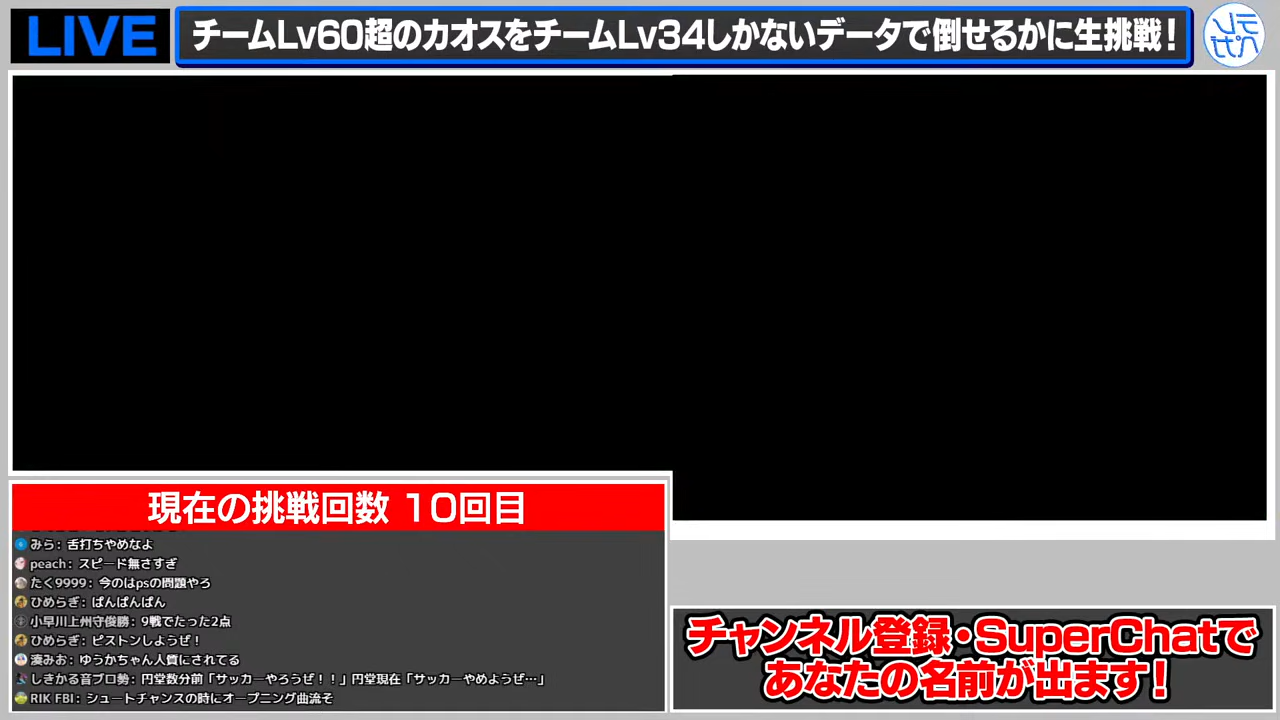 LIVE
チームLv60超のカオスをチームLv34しかないデータで倒せるかに生挑戦!
現在の挑戦回数 10回目
みら: 舌打ちやめなよ
peach: スピード無さすぎ
たく9999: 今のはpsの問題やろ
ひめらぎ: ぱんぱんぱん
小早川上州守俊勝: 9戦でたった2点
ひめらぎ: ピストンしようぜ!
湊みお: ゆうかちゃん人質にされてる
しきかる音ブロ勢: 円堂数分前「サッカーやろうぜ!!」円堂現在「サッカーやめようぜ…」
RIK FBI: シュートチャンスの時にオープニング曲流そ
チャンネル登録・SuperChatで
あなたの名前が出ます!